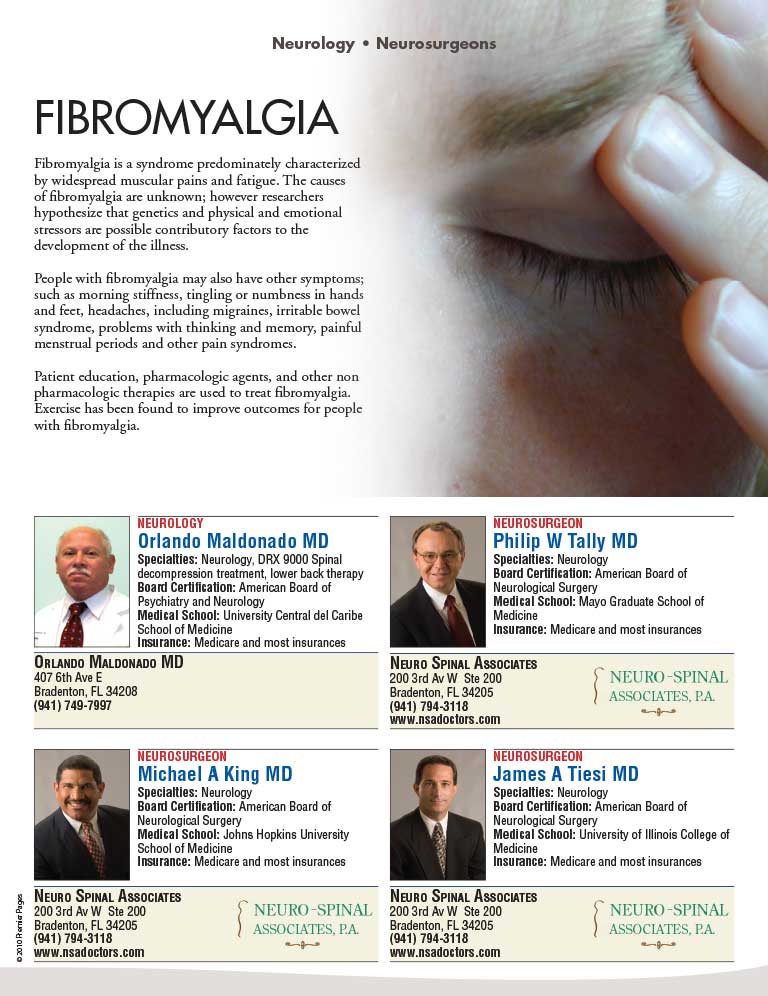 Neurology • Neurosurgeons
FIBROMYALGIA
Fibromyalgia is a syndrome predominately characterized
by widespread muscular pains and fatigue. The causes
of fibromyalgia are unknown; however researchers
hypothesize that genetics and physical and emotional
stressors are possible contributory factors to the
development of the illness.
People with fibromyalgia may also have other symptoms;
such as morning stiffness, tingling or numbness in hands
and feet, headaches, including migraines, irritable bowel
syndrome, problems with thinking and memory, painful
menstrual periods and other pain syndromes.
Patient education, pharmacologic agents, and other non
pharmacologic therapies are used to treat fibromyalgia.
Exercise has been found to improve outcomes for people
with fibromyalgia.
NEUROLOGY
Orlando Maldonado MD
Specialties: Neurology, DRX 9000 Spinal
decompression treatment, lower back therapy
Board Certification: American Board of
Psychiatry and Neurology
Medical School: University Central del Caribe
School of Medicine
Insurance: Medicare and most insurances
ORLANDO MALDONADO MD
407 6th Ave E
Bradenton, FL 34208
(941) 749-7997
NEUROSURGEON
Philip W Tally MD
Specialties: Neurology
Board Certification: American Board of
Neurological Surgery
Medical School: Mayo Graduate School of
Medicine
Insurance: Medicare and most insurances
NEURO SPINAL ASSOCIATES
200 3rd Av W Ste 200
Bradenton, FL 34205
(941) 794-3118
www.nsadoctors.com
NEURO-SPINAL
ASSOCIATES, P.A.
NEUROSURGEON
Michael A King MD
Specialties: Neurology
Board Certification: American Board of
Neurological Surgery
Medical School: Johns Hopkins University
School of Medicine
Insurance: Medicare and most insurances
NEURO SPINAL ASSOCIATES
200 3rd Av W Ste 200
Bradenton, FL 34205
(941) 794-3118
www.nsadoctors.com
NEURO-SPINAL
ASSOCIATES, P.A.
NEUROSURGEON
James A Tiesi MD
Specialties: Neurology
Board Certification: American Board of
Neurological Surgery
Medical School: University of Illinois College of
Medicine
Insurance: Medicare and most insurances
NEURO SPINAL ASSOCIATES
200 3rd Av W Ste 200
Bradenton, FL 34205
(941) 794-3118
www.nsadoctors.com
NEURO-SPINAL
ASSOCIATES, P.A.
© 2010 Premier Pages